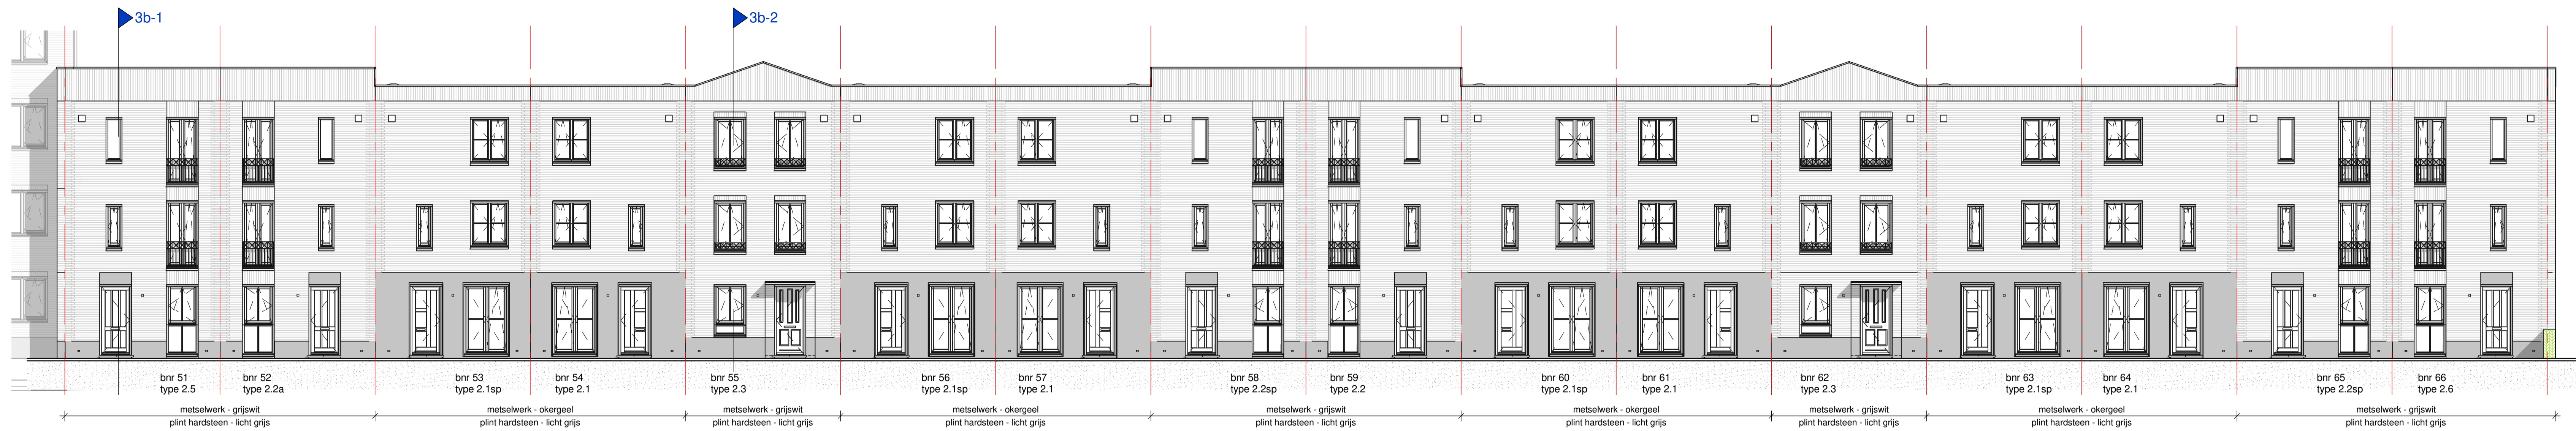 3b-1
3b-2
bnr 51
type 2.5
bnr 52
type 2.2a
bnr 53
type 2.1sp
bnr 54
type 2.1
bnr 55
type 2.3
bnr 56
type 2.1sp
bnr 57
type 2.1
bnr 58
type 2.2sp
bnr 59
type 2.2
bnr 60
type 2.1sp
bnr 61
type 2.1
bnr 62
type 2.3
bnr 63
type 2.1sp
bnr 64
type 2.1
bnr 65
type 2.2sp
bnr 66
type 2.6
metselwerk - grijswit
plint hardsteen - licht grijs
metselwerk - okergeel
plint hardsteen - licht grijs
metselwerk - grijswit
plint hardsteen - licht grijs
metselwerk - okergeel
plint hardsteen - licht grijs
metselwerk - grijswit
plint hardsteen - licht grijs
metselwerk - okergeel
plint hardsteen - licht grijs
metselwerk - grijswit
plint hardsteen - licht grijs
metselwerk - okergeel
plint hardsteen - licht grijs
metselwerk - grijswit
plint hardsteen - licht grijs